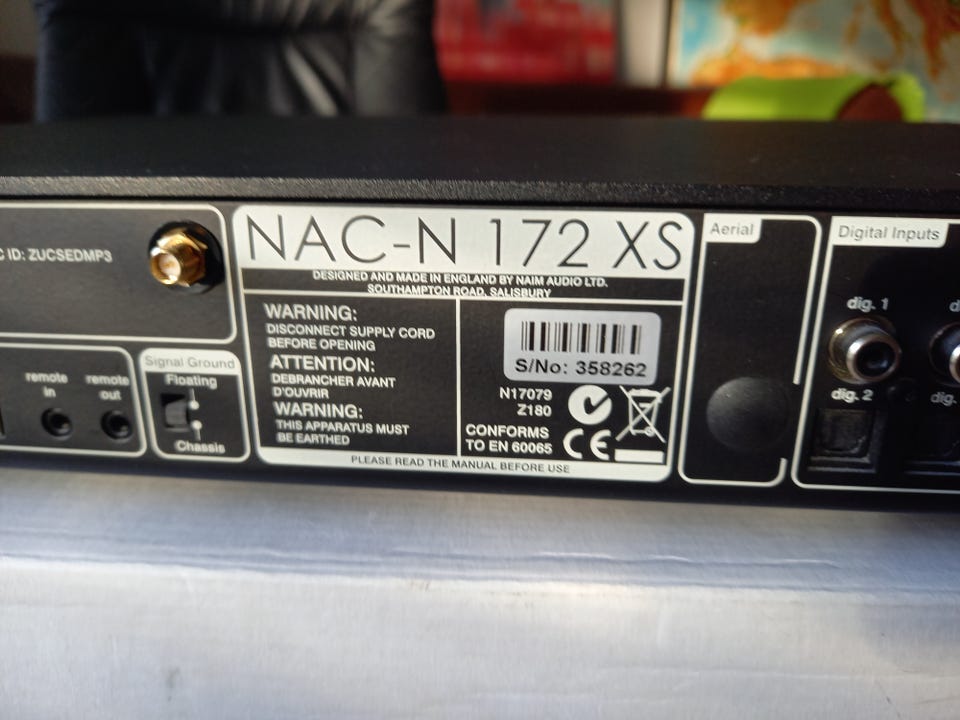 C ID: ZUCSEDMP3
remote in
remote out
Signal Ground
Floating
Chassis
NAC-N 172 XS
DESIGNED AND MADE IN ENGLAND BY NAIM AUDIO LTD.
SOUTHAMPTON ROAD, SALISBURY
WARNING:
DISCONNECT SUPPLY CORD
BEFORE OPENING
ATTENTION:
DEBRANCHER AVANT
D'OUVRIR
WARNING:
THIS APPARATUS MUST
BE EARTHED
S/No: 358262
N17079
Z180
CONFORMS
TO EN 60065
CE
PLEASE READ THE MANUAL BEFORE USE
Aerial
Digital Inputs
dig. 1
dig. 2
dig.